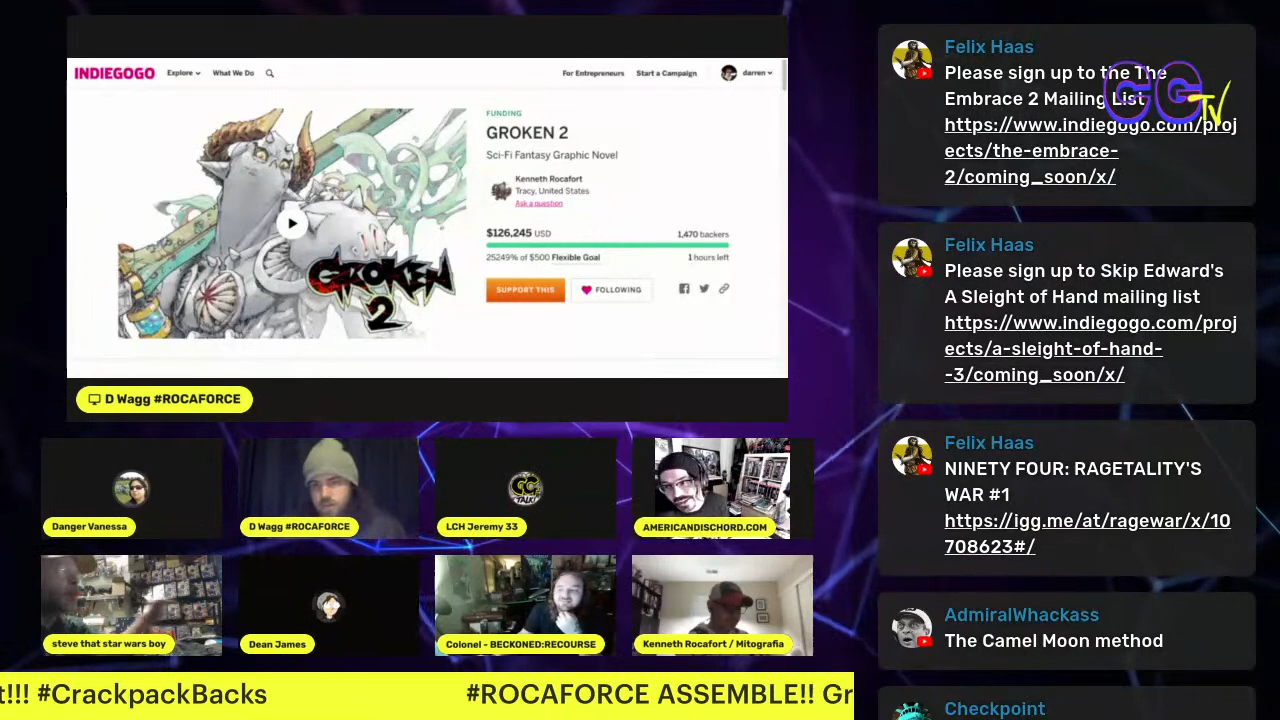 INDIEGOGO Explore What We Do For Entrepreneurs Start a Campaign darren
FUNDING
GROKEN 2
Sci-Fi Fantasy Graphic Novel
Kenneth Rocafort
Tracy, United States
Ask a question
$126,245 USD 1,470 backers
25249% of $500 Flexible Goal 1 hours left
SUPPORT THIS FOLLOWING
GROKEN
2
D Wagg #ROCAFORCE
GG TALK!
Danger Vanessa
D Wagg #ROCAFORCE
LCH Jeremy 33
AMERICANDISCHORD.COM
steve that star wars boy
Dean James
Colonel - BECKONED:RECOURSE
Kenneth Rocafort / Mitografia
t!!! #CrackpackBacks #ROCAFORCE ASSEMBLE!! Gr
GGTV
Felix Haas
Please sign up to the The
Embrace 2 Mailing List
https://www.indiegogo.com/proj
ects/the-embrace-
2/coming_soon/x/
Felix Haas
Please sign up to Skip Edward's
A Sleight of Hand mailing list
https://www.indiegogo.com/proj
ects/a-sleight-of-hand-
-3/coming_soon/x/
Felix Haas
NINETY FOUR: RAGETALITY'S
WAR #1
https://igg.me/at/ragewar/x/10
708623#/
AdmiralWhackass
The Camel Moon method
Checkpoint